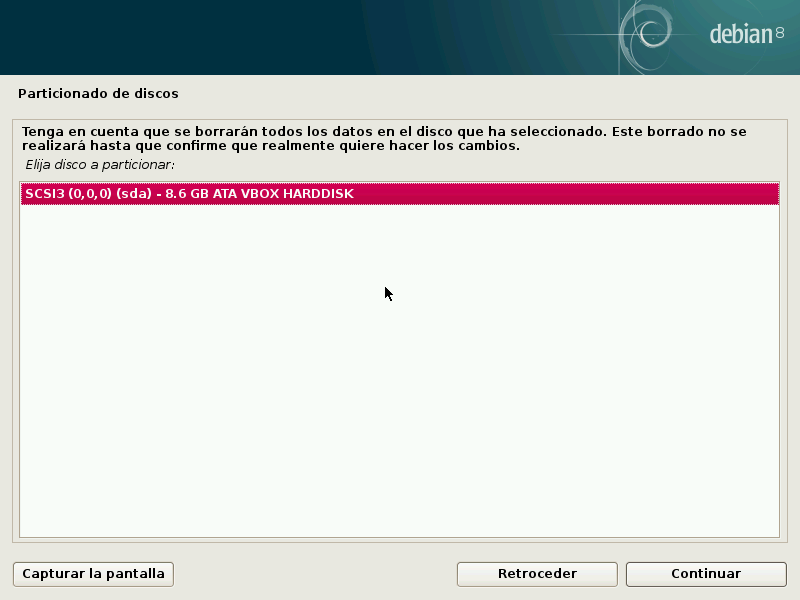 debian 8
Particionado de discos
Tenga en cuenta que se borrarán todos los datos en el disco que ha seleccionado. Este borrado no se
realizará hasta que confirme que realmente quiere hacer los cambios.
Elija disco a particionar:
SCSI3 (0,0,0) (sda) - 8.6 GB ATA VBOX HARDDISK
Capturar la pantalla
Retroceder
Continuar